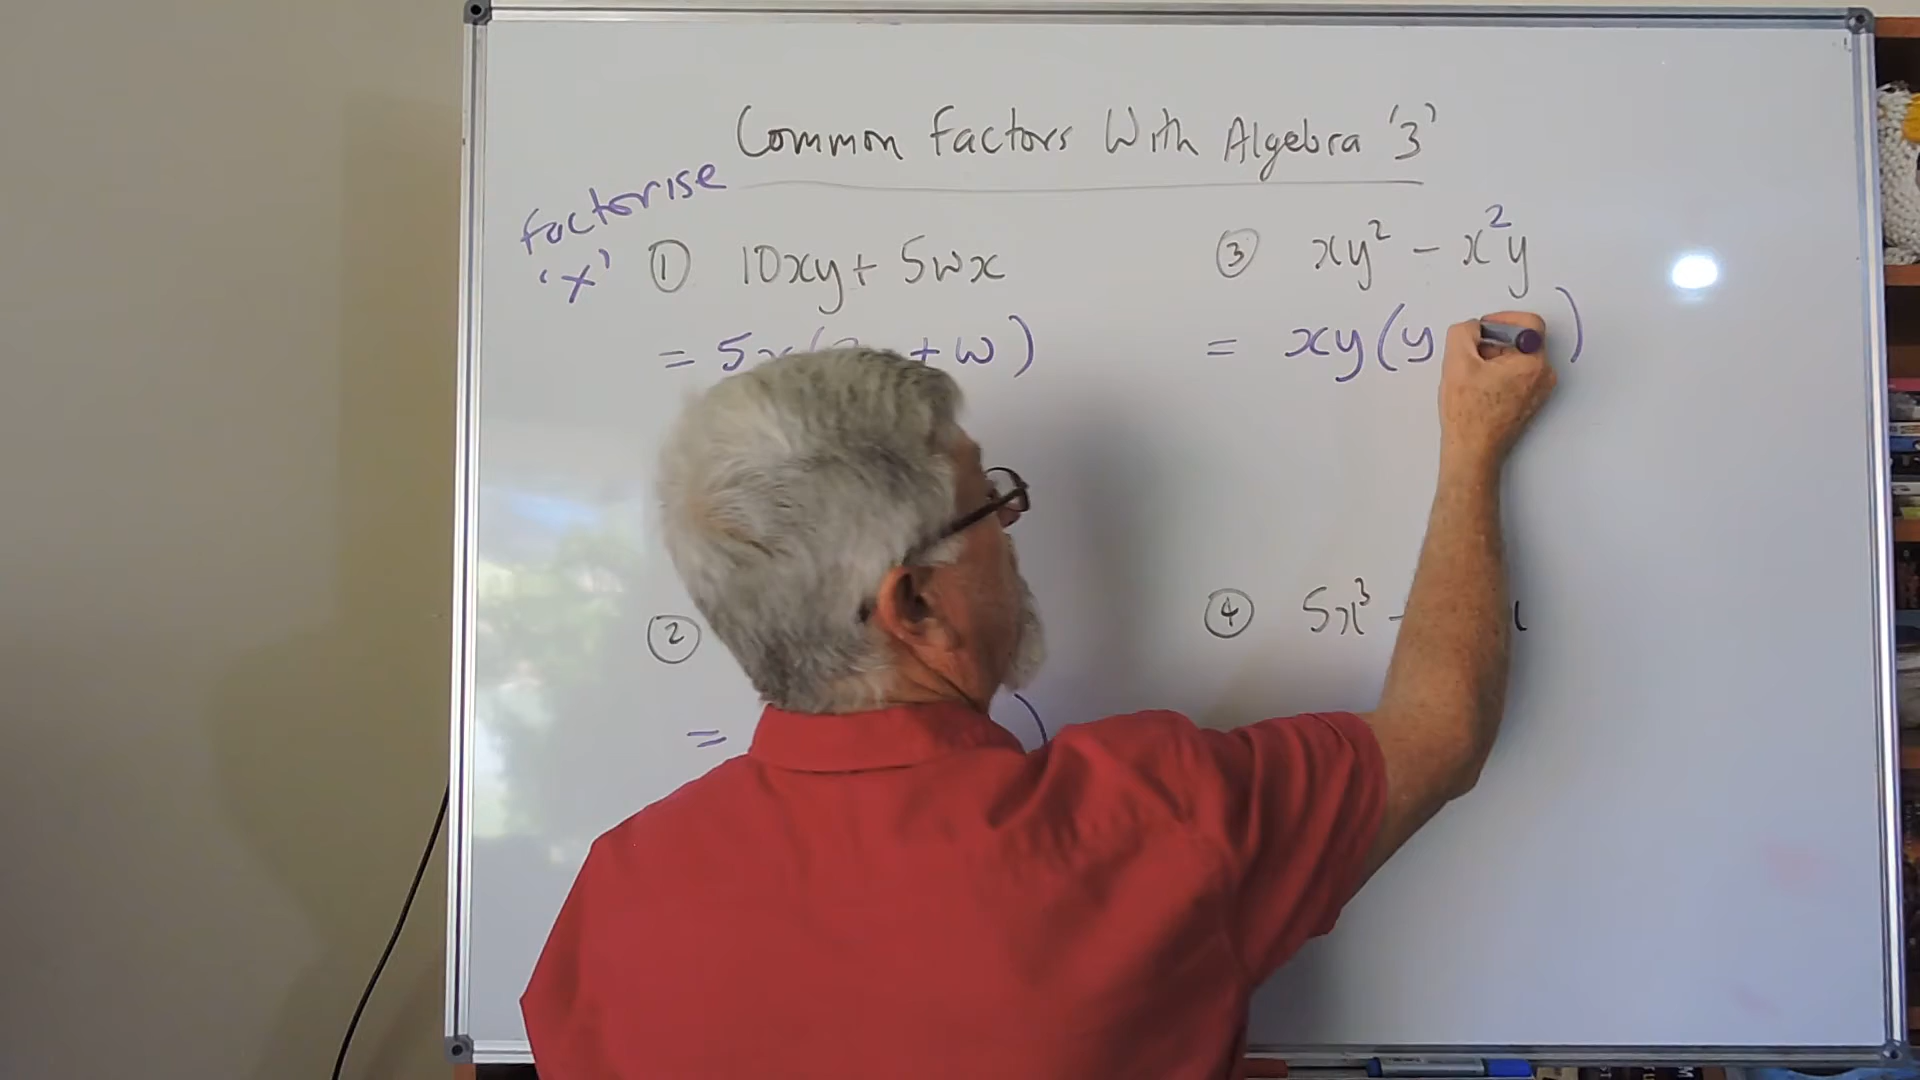 Common Factors With Algebra '3'
factorise
'x'
① 10xy + 5wx
= 5x( + w)
②
=            )
③ xy² - x²y
= xy(y )
④ 5x³ -